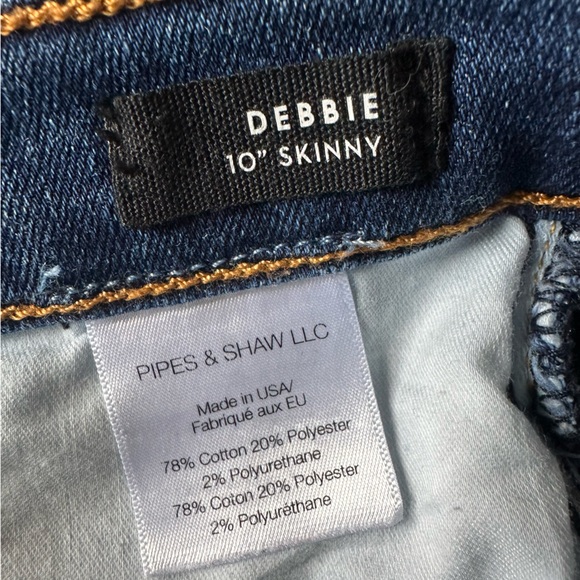 DEBBIE
10" SKINNY
PIPES & SHAW LLC
Made in USA/
Fabriqué aux EU
78% Cotton 20% Polyester
2% Polyurethane
78% Coton 20% Polyester
2% Polyuréthane